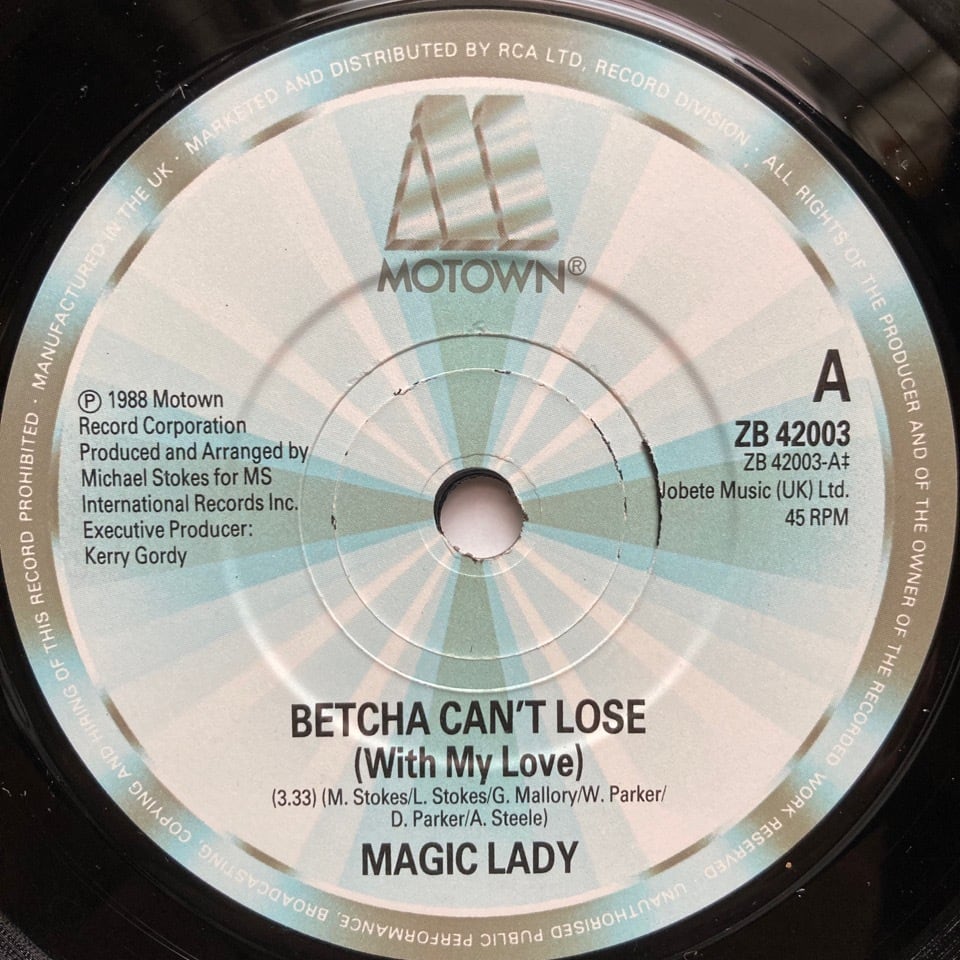 MANUFACTURED IN THE UK · MARKETED AND DISTRIBUTED BY RCA LTD, RECORD DIVISION · ALL RIGHTS OF THE PRODUCER AND OF THE OWNER OF THE RECORDED WORK RESERVED · UNAUTHORISED PUBLIC PERFORMANCE, BROADCASTING, COPYING AND HIRING OF THIS RECORD PROHIBITED ·
MOTOWN®
℗ 1988 Motown
Record Corporation
Produced and Arranged by
Michael Stokes for MS
International Records Inc.
Executive Producer:
Kerry Gordy
A
ZB 42003
ZB 42003-A‡
Jobete Music (UK) Ltd.
45 RPM
BETCHA CAN'T LOSE
(With My Love)
(3.33) (M. Stokes/L. Stokes/G. Mallory/W. Parker/
D. Parker/A. Steele)
MAGIC LADY